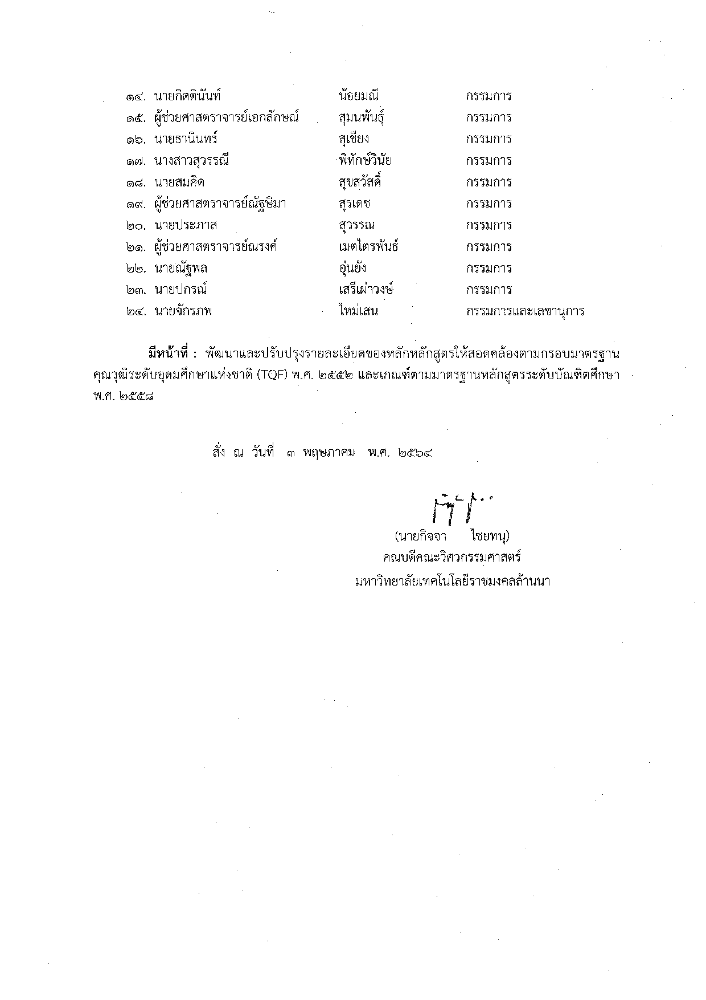 ๑๔. นายกิตตินันท์ น้อยมณี กรรมการ
๑๕. ผู้ช่วยศาสตราจารย์เอกลักษณ์ สุมนพันธุ์ กรรมการ
๑๖. นายธานินทร์ สุเชียง กรรมการ
๑๗. นางสาวสุวรรณี พิทักษ์วินัย กรรมการ
๑๘. นายสมคิด สุขสวัสดิ์ กรรมการ
๑๙. ผู้ช่วยศาสตราจารย์ณัฐษิมา สุรเดช กรรมการ
๒๐. นายประภาส สุวรรณ กรรมการ
๒๑. ผู้ช่วยศาสตราจารย์ณรงค์ เมตไตรพันธ์ กรรมการ
๒๒. นายณัฐพล อุ่นยัง กรรมการ
๒๓. นายปกรณ์ เสรีเผ่าวงษ์ กรรมการ
๒๔. นายจักรภพ ใหม่เสน กรรมการและเลขานุการ
มีหน้าที่ : พัฒนาและปรับปรุงรายละเอียดของหลักหลักสูตรให้สอดคล้องตามกรอบมาตรฐาน
คุณวุฒิระดับอุดมศึกษาแห่งชาติ (TQF) พ.ศ. ๒๕๕๒ และเกณฑ์ตามมาตรฐานหลักสูตรระดับบัณฑิตศึกษา
พ.ศ. ๒๕๕๘
สั่ง ณ วันที่ ๓ พฤษภาคม พ.ศ. ๒๕๖๔
(นายกิจจา ไชยทนุ)
คณบดีคณะวิศวกรรมศาสตร์
มหาวิทยาลัยเทคโนโลยีราชมงคลล้านนา